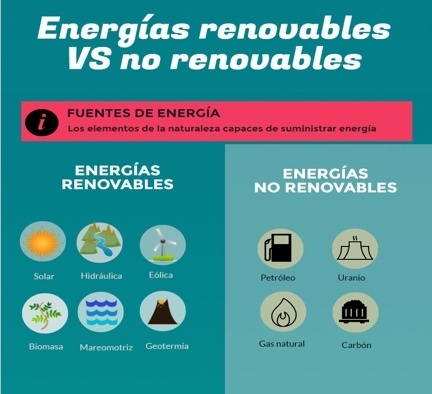 Energías renovables
VS no renovables
i
FUENTES DE ENERGÍA
Los elementos de la naturaleza capaces de suministrar energía
ENERGÍAS
RENOVABLES
Solar
Hidráulica
Eólica
Biomasa
Mareomotriz
Geotermia
ENERGÍAS
NO RENOVABLES
Petróleo
Uranio
Gas natural
Carbón